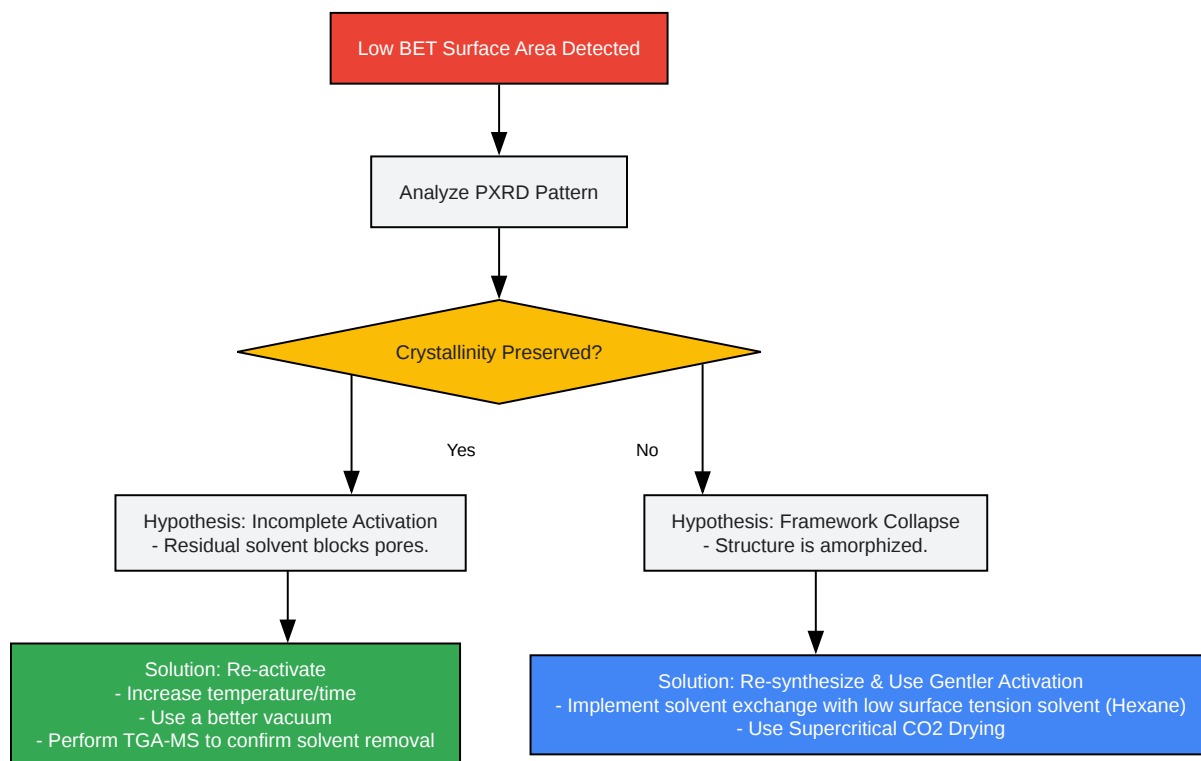 Low BET Surface Area Detected
Analyze PXRD Pattern
Crystallinity Preserved?
Yes
No
Hypothesis: Incomplete Activation
- Residual solvent blocks pores.
Hypothesis: Framework Collapse
- Structure is amorphized.
Solution: Re-activate
- Increase temperature/time
- Use a better vacuum
- Perform TGA-MS to confirm solvent removal
Solution: Re-synthesize & Use Gentler Activation
- Implement solvent exchange with low surface tension solvent (Hexane)
- Use Supercritical CO2 Drying